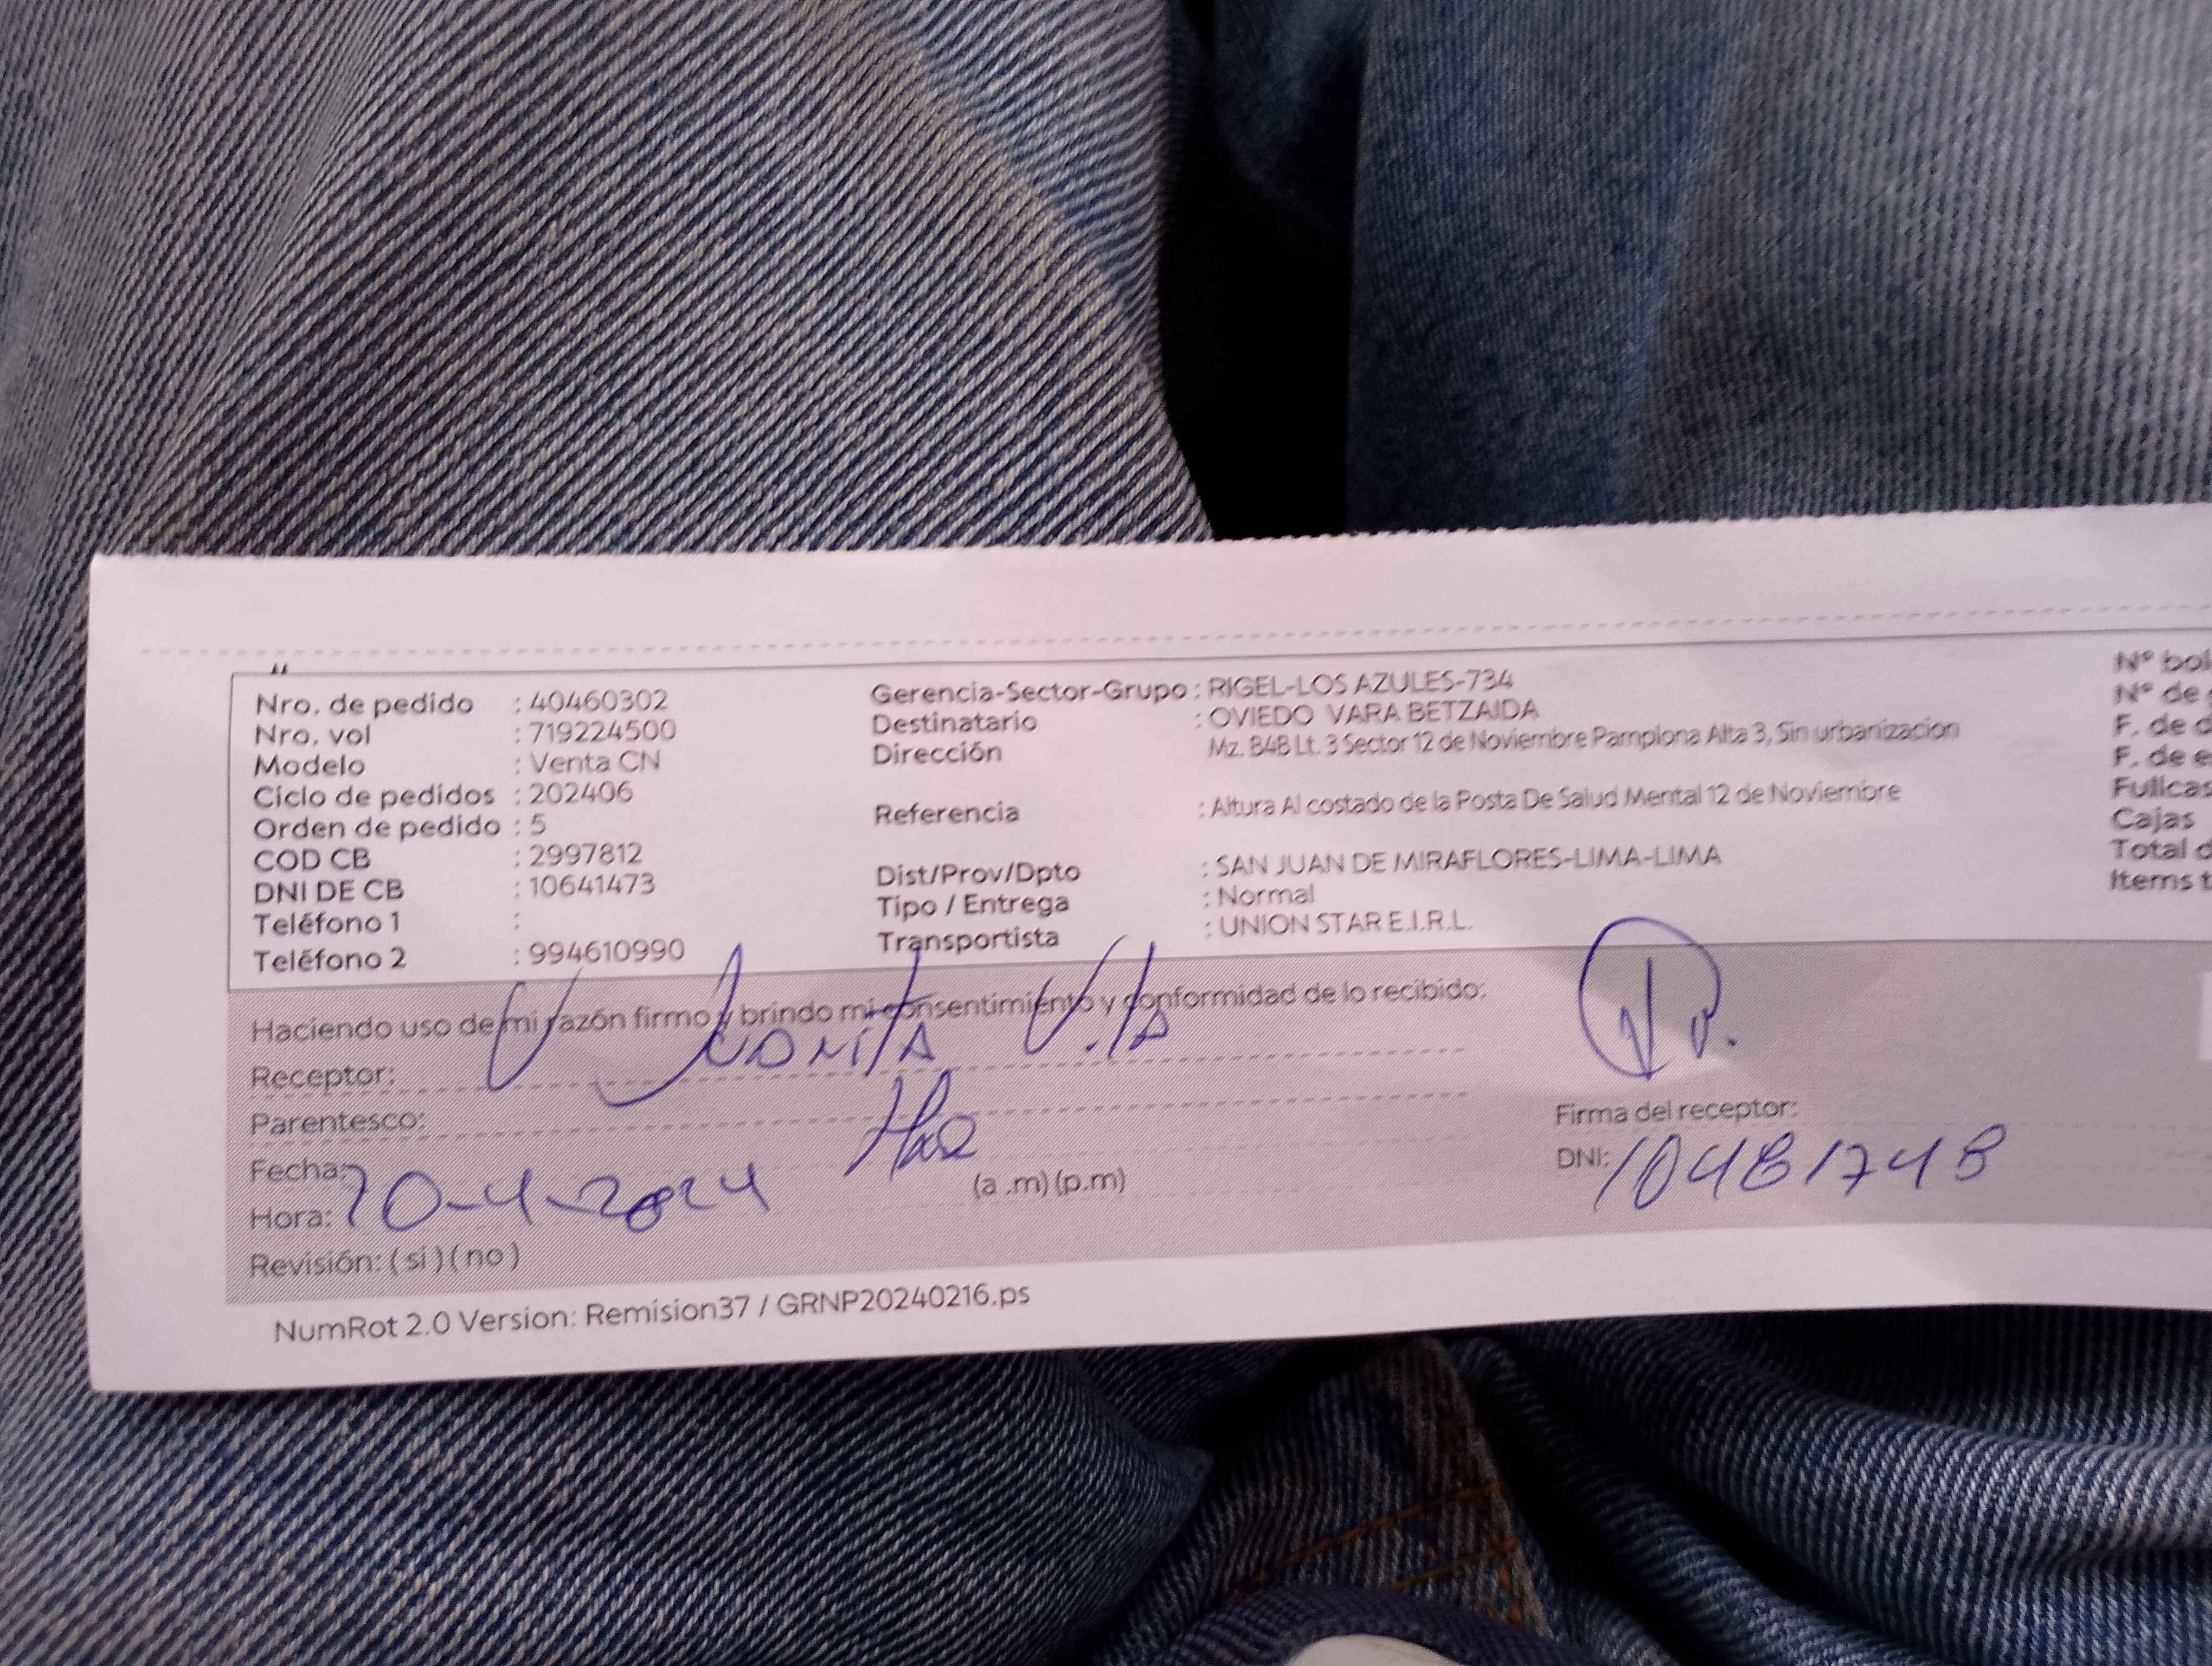 Nro. de pedido : 40460302
Nro. vol : 719224500
Modelo : Venta CN
Ciclo de pedidos : 202406
Orden de pedido : 5
COD CB : 2997812
DNI DE CB : 10641473
Teléfono 1 :
Teléfono 2 : 994610990
Gerencia-Sector-Grupo : RIGEL-LOS AZULES-734
Destinatario : OVIEDO VARA BETZAIDA
Dirección Mz. B4B Lt. 3 Sector 12 de Noviembre Pamplona Alta 3, Sin urbanizacion
Referencia : Altura Al costado de la Posta De Salud Mental 12 de Noviembre
Dist/Prov/Dpto : SAN JUAN DE MIRAFLORES-LIMA-LIMA
Tipo / Entrega : Normal
Transportista : UNION STAR E.I.R.L.
N° bol
N° de
F. de d
F. de e
Fullcas
Cajas
Total d
Items t
Haciendo uso de mi razón firmo y brindo mi consentimiento y conformidad de lo recibido:
Receptor:
Parentesco:
Fecha:
Hora: 10-4-2024 (a .m) (p.m)
Revisión: ( si ) ( no )
Firma del receptor:
DNI: 10481748
NumRot 2.0 Version: Remision37 / GRNP20240216.ps